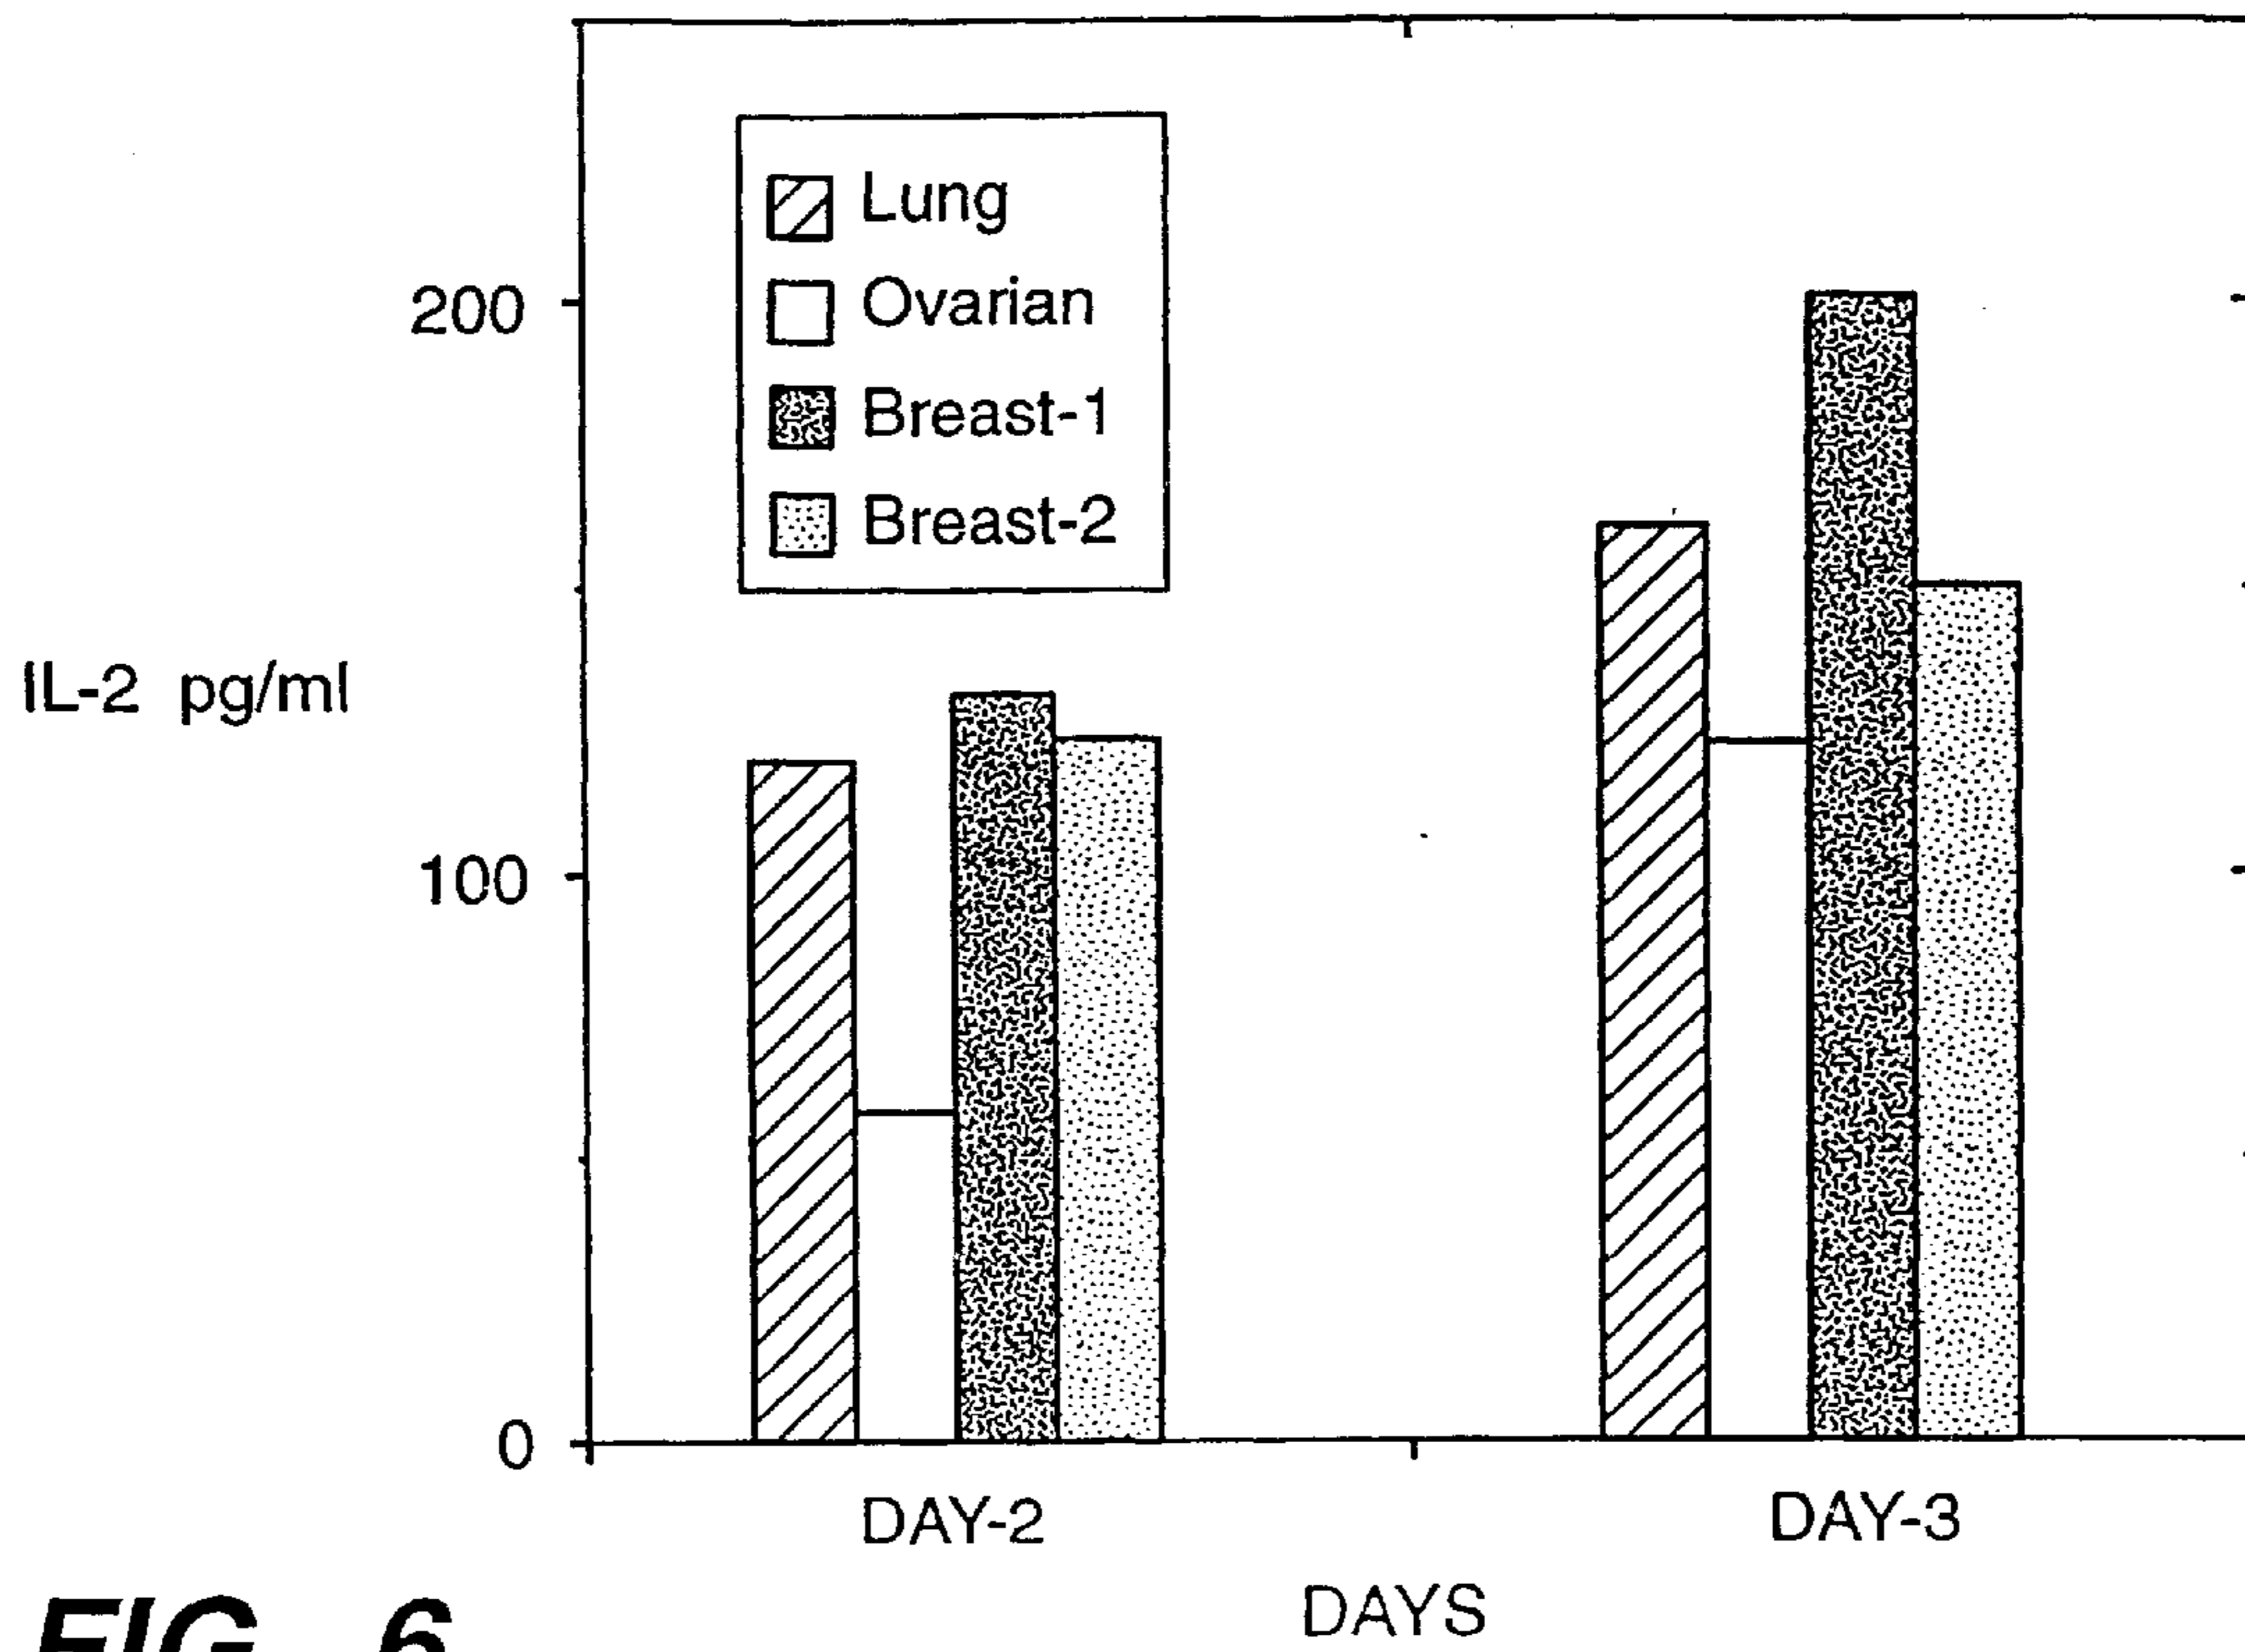 Lung
Ovarian
Breast-1
Breast-2
200
IL-2 pg/ml
100
0
DAY-2 DAY-3
DAYS
FIG. 6